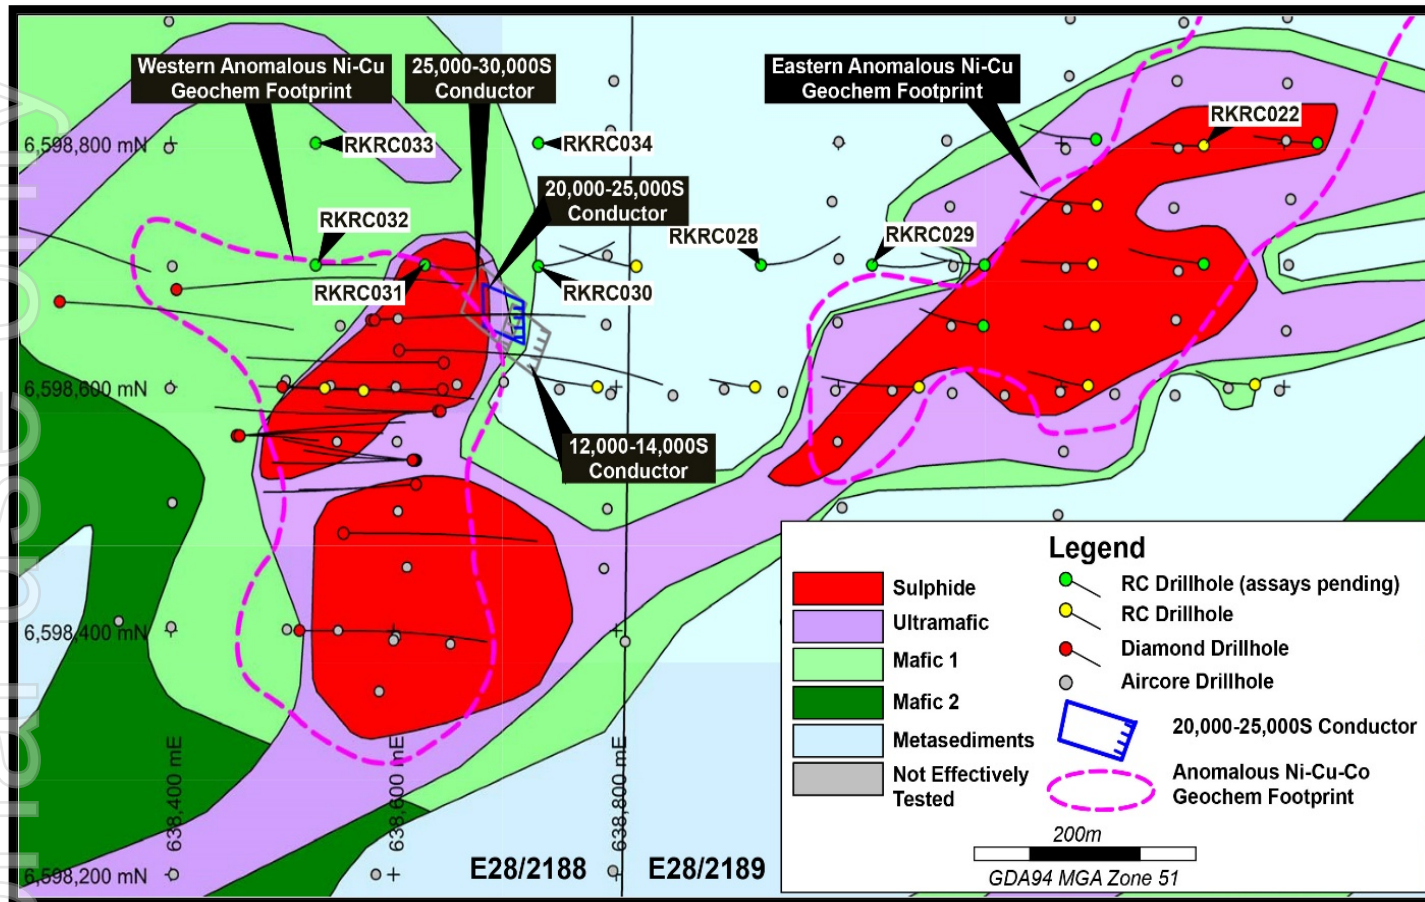 Western Anomalous Ni-Cu
Geochem Footprint
25,000-30,000S
Conductor
Eastern Anomalous Ni-Cu
Geochem Footprint
RKRC022
6,598,800 mN
RKRC033
RKRC034
20,000-25,000S
Conductor
RKRC032
RKRC028
RKRC029
RKRC031
RKRC030
6,598,600 mN
12,000-14,000S
Conductor
6,598,400 mN
638,400 mE
638,600 mE
638,800 mE
6,598,200 mN
E28/2188
E28/2189
Legend
Sulphide
Ultramafic
Mafic 1
Mafic 2
Metasediments
Not Effectively
Tested
RC Drillhole (assays pending)
RC Drillhole
Diamond Drillhole
Aircore Drillhole
20,000-25,000S Conductor
Anomalous Ni-Cu-Co
Geochem Footprint
200m
GDA94 MGA Zone 51